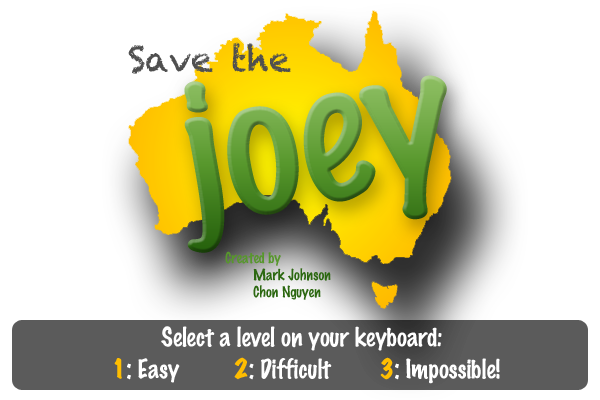 Save the
joey
Created by
Mark Johnson
Chon Nguyen
Select a level on your keyboard:
1: Easy 2: Difficult 3: Impossible!